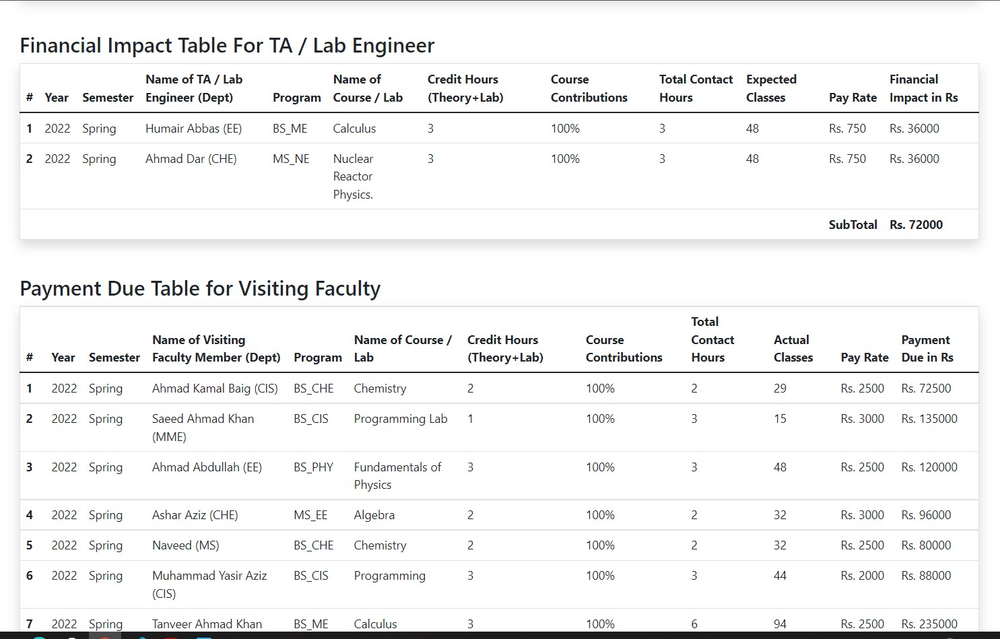 Financial Impact Table For TA / Lab Engineer
# Year Semester Name of TA / Lab Engineer (Dept) Program Name of Course / Lab Credit Hours (Theory+Lab) Course Contributions Total Contact Hours Expected Classes Pay Rate Financial Impact in Rs
1 2022 Spring Humair Abbas (EE) BS_ME Calculus 3 100% 3 48 Rs. 750 Rs. 36000
2 2022 Spring Ahmad Dar (CHE) MS_NE Nuclear Reactor Physics. 3 100% 3 48 Rs. 750 Rs. 36000
SubTotal Rs. 72000
Payment Due Table for Visiting Faculty
# Year Semester Name of Visiting Faculty Member (Dept) Program Name of Course / Lab Credit Hours (Theory+Lab) Course Contributions Total Contact Hours Actual Classes Pay Rate Payment Due in Rs
1 2022 Spring Ahmad Kamal Baig (CIS) BS_CHE Chemistry 2 100% 2 29 Rs. 2500 Rs. 72500
2 2022 Spring Saeed Ahmad Khan (MME) BS_CIS Programming Lab 1 100% 3 15 Rs. 3000 Rs. 135000
3 2022 Spring Ahmad Abdullah (EE) BS_PHY Fundamentals of Physics 3 100% 3 48 Rs. 2500 Rs. 120000
4 2022 Spring Ashar Aziz (CHE) MS_EE Algebra 2 100% 2 32 Rs. 3000 Rs. 96000
5 2022 Spring Naveed (MS) BS_CHE Chemistry 2 100% 2 32 Rs. 2500 Rs. 80000
6 2022 Spring Muhammad Yasir Aziz (CIS) BS_CIS Programming 3 100% 3 44 Rs. 2000 Rs. 88000
7 2022 Spring Tanveer Ahmad Khan BS_ME Calculus 3 100% 6 94 Rs. 2500 Rs. 235000